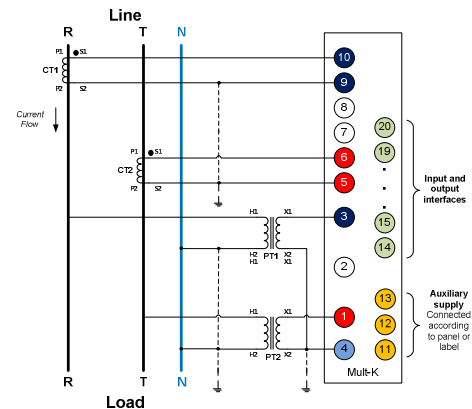 Line
R T N
P1 S1
CT1
P2 S2
Current
Flow
P1 S1
CT2
P2 S2
10
9
8
7
6
5
3
2
1
4
20
19
15
14
13
12
11
Input and
output
interfaces
H1 X1
PT1
H2 X2
H1 X1
H1 X1
H2 X2
PT2
Auxiliary
supply
Connected
according
to panel or
label
Mult-K
R T N
Load